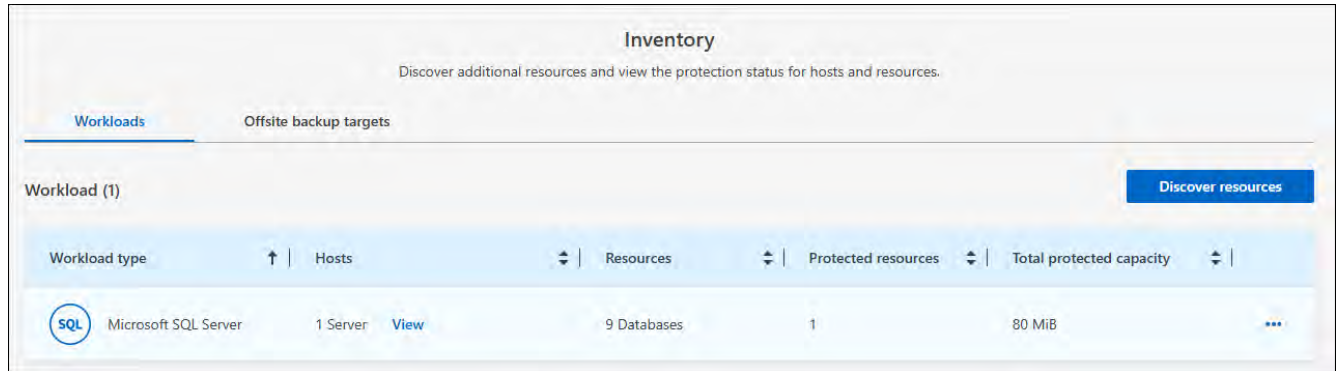 Inventory
Discover additional resources and view the protection status for hosts and resources.
Workloads Offsite backup targets
Workload (1) Discover resources
Workload type Hosts Resources Protected resources Total protected capacity
SQL Microsoft SQL Server 1 Server View 9 Databases 1 80 MiB